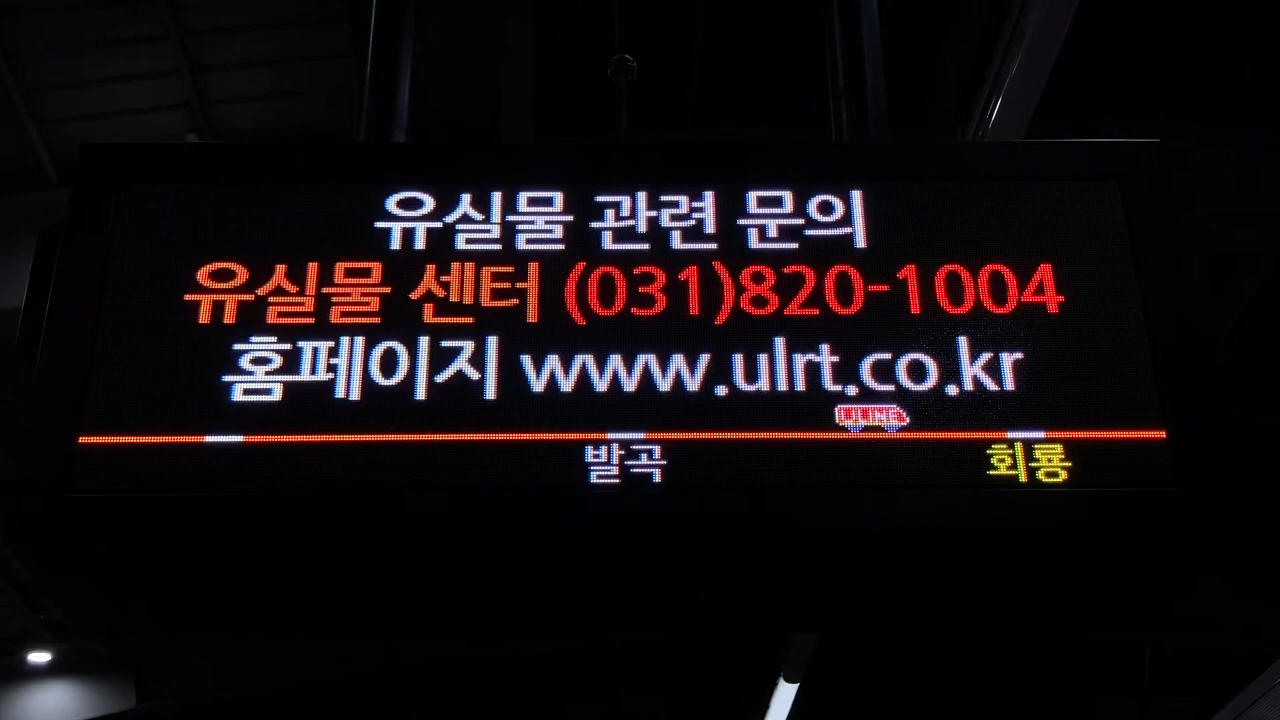 유실물 관련 문의
유실물 센터 (031)820-1004
홈페이지 www.ulrt.co.kr
발곡 회룡